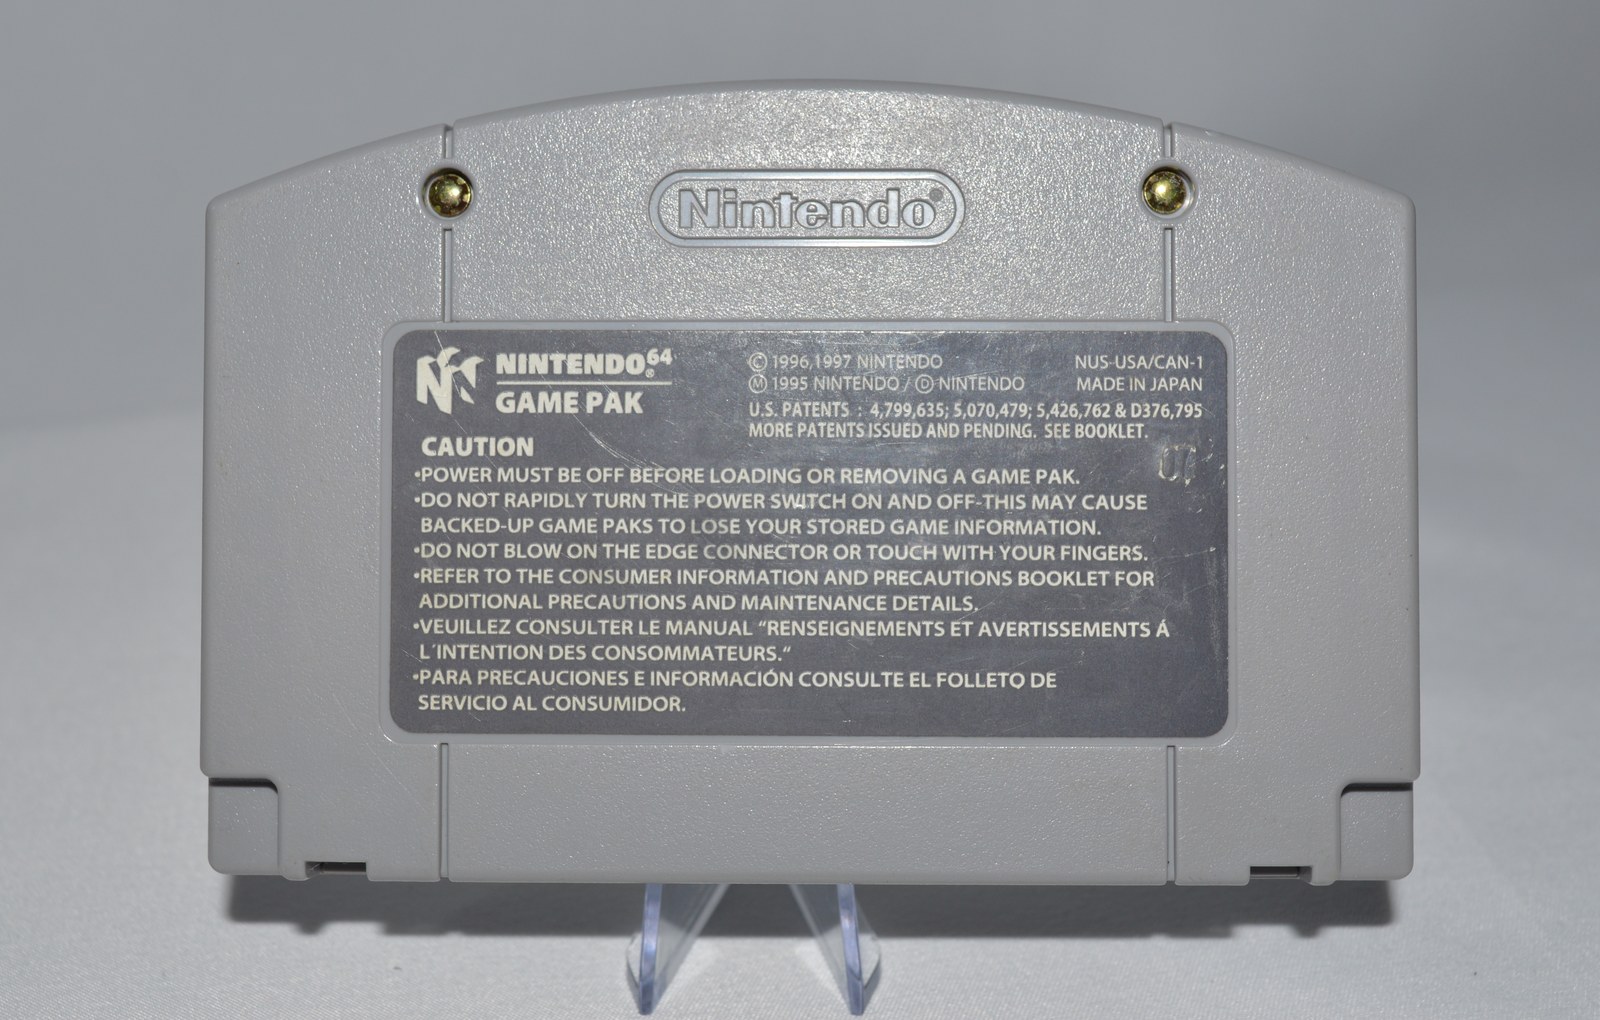 Nintendo®
NINTENDO®64
GAME PAK
© 1996,1997 NINTENDO
Ⓜ 1995 NINTENDO / Ⓓ NINTENDO
NUS-USA/CAN-1
MADE IN JAPAN
U.S. PATENTS : 4,799,635; 5,070,479; 5,426,762 & D376,795
MORE PATENTS ISSUED AND PENDING. SEE BOOKLET.
CAUTION
•POWER MUST BE OFF BEFORE LOADING OR REMOVING A GAME PAK.
•DO NOT RAPIDLY TURN THE POWER SWITCH ON AND OFF-THIS MAY CAUSE
BACKED-UP GAME PAKS TO LOSE YOUR STORED GAME INFORMATION.
•DO NOT BLOW ON THE EDGE CONNECTOR OR TOUCH WITH YOUR FINGERS.
•REFER TO THE CONSUMER INFORMATION AND PRECAUTIONS BOOKLET FOR
ADDITIONAL PRECAUTIONS AND MAINTENANCE DETAILS.
•VEUILLEZ CONSULTER LE MANUAL "RENSEIGNEMENTS ET AVERTISSEMENTS Á
L'INTENTION DES CONSOMMATEURS."
•PARA PRECAUCIONES E INFORMACIÓN CONSULTE EL FOLLETO DE
SERVICIO AL CONSUMIDOR.